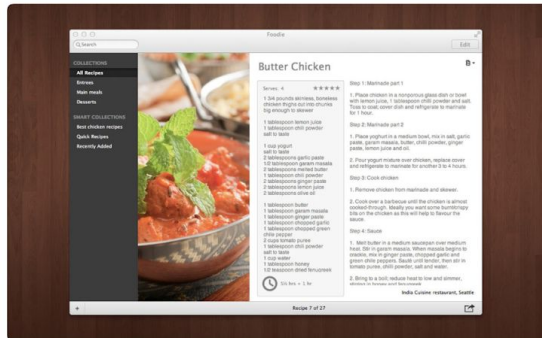 Foodie
Search
Edit
COLLECTIONS
All Recipes
Entrees
Main meals
Desserts
SMART COLLECTIONS
Best chicken recipes
Quick Recipes
Recently Added
Butter Chicken
Serves: 4
1 3/4 pounds skinless, boneless
chicken thighs cut into chunks
big enough to skewer
1 tablespoon lemon juice
1 tablespoon chili powder
salt to taste
1 cup yogurt
salt to taste
2 tablespoons garlic paste
1/2 tablespoon garam masala
2 tablespoons melted butter
1 tablespoon chili powder
2 tablespoons ginger paste
2 tablespoons lemon juice
2 tablespoons olive oil
1 tablespoon butter
1 tablespoon garam masala
1 tablespoon ginger paste
1 tablespoon chopped garlic
1 tablespoon chopped green
chile pepper
2 cups tomato puree
1 tablespoon chili powder
salt to taste
1 cup water
1 tablespoon honey
1/2 teaspoon dried fenugreek
Step 1: Marinade part 1
1. Place chicken in a nonporous glass dish or bowl
with lemon juice, 1 tablespoon chili powder and salt.
Toss to coat; cover dish and refrigerate to marinate
for 1 hour.
Step 2: Marinade part 2
1. Place yoghurt in a medium bowl, mix in salt, garlic
paste, garam masala, butter, chili powder, ginger
paste, lemon juice and oil.
2. Pour yogurt mixture over chicken, replace cover
and refrigerate to marinate for another 3 to 4 hours.
Step 3: Cook chicken
1. Remove chicken from marinade and skewer.
2. Cook over a barbecue until the chicken is almost
cooked-through. Ideally you want some burnt/crispy
bits on the chicken as this will help to flavour the
sauce.
Step 4: Sauce
1. Melt butter in a medium saucepan over medium
heat. Stir in garam masala. When masala begins to
crackle, mix in ginger paste, chopped garlic and
green chile peppers. Sauté until tender, then stir in
tomato puree, chilli powder, salt and water.
2. Bring to a boil; reduce heat to low and simmer,
India Cuisine restaurant, Seattle
+
Recipe 7 of 27